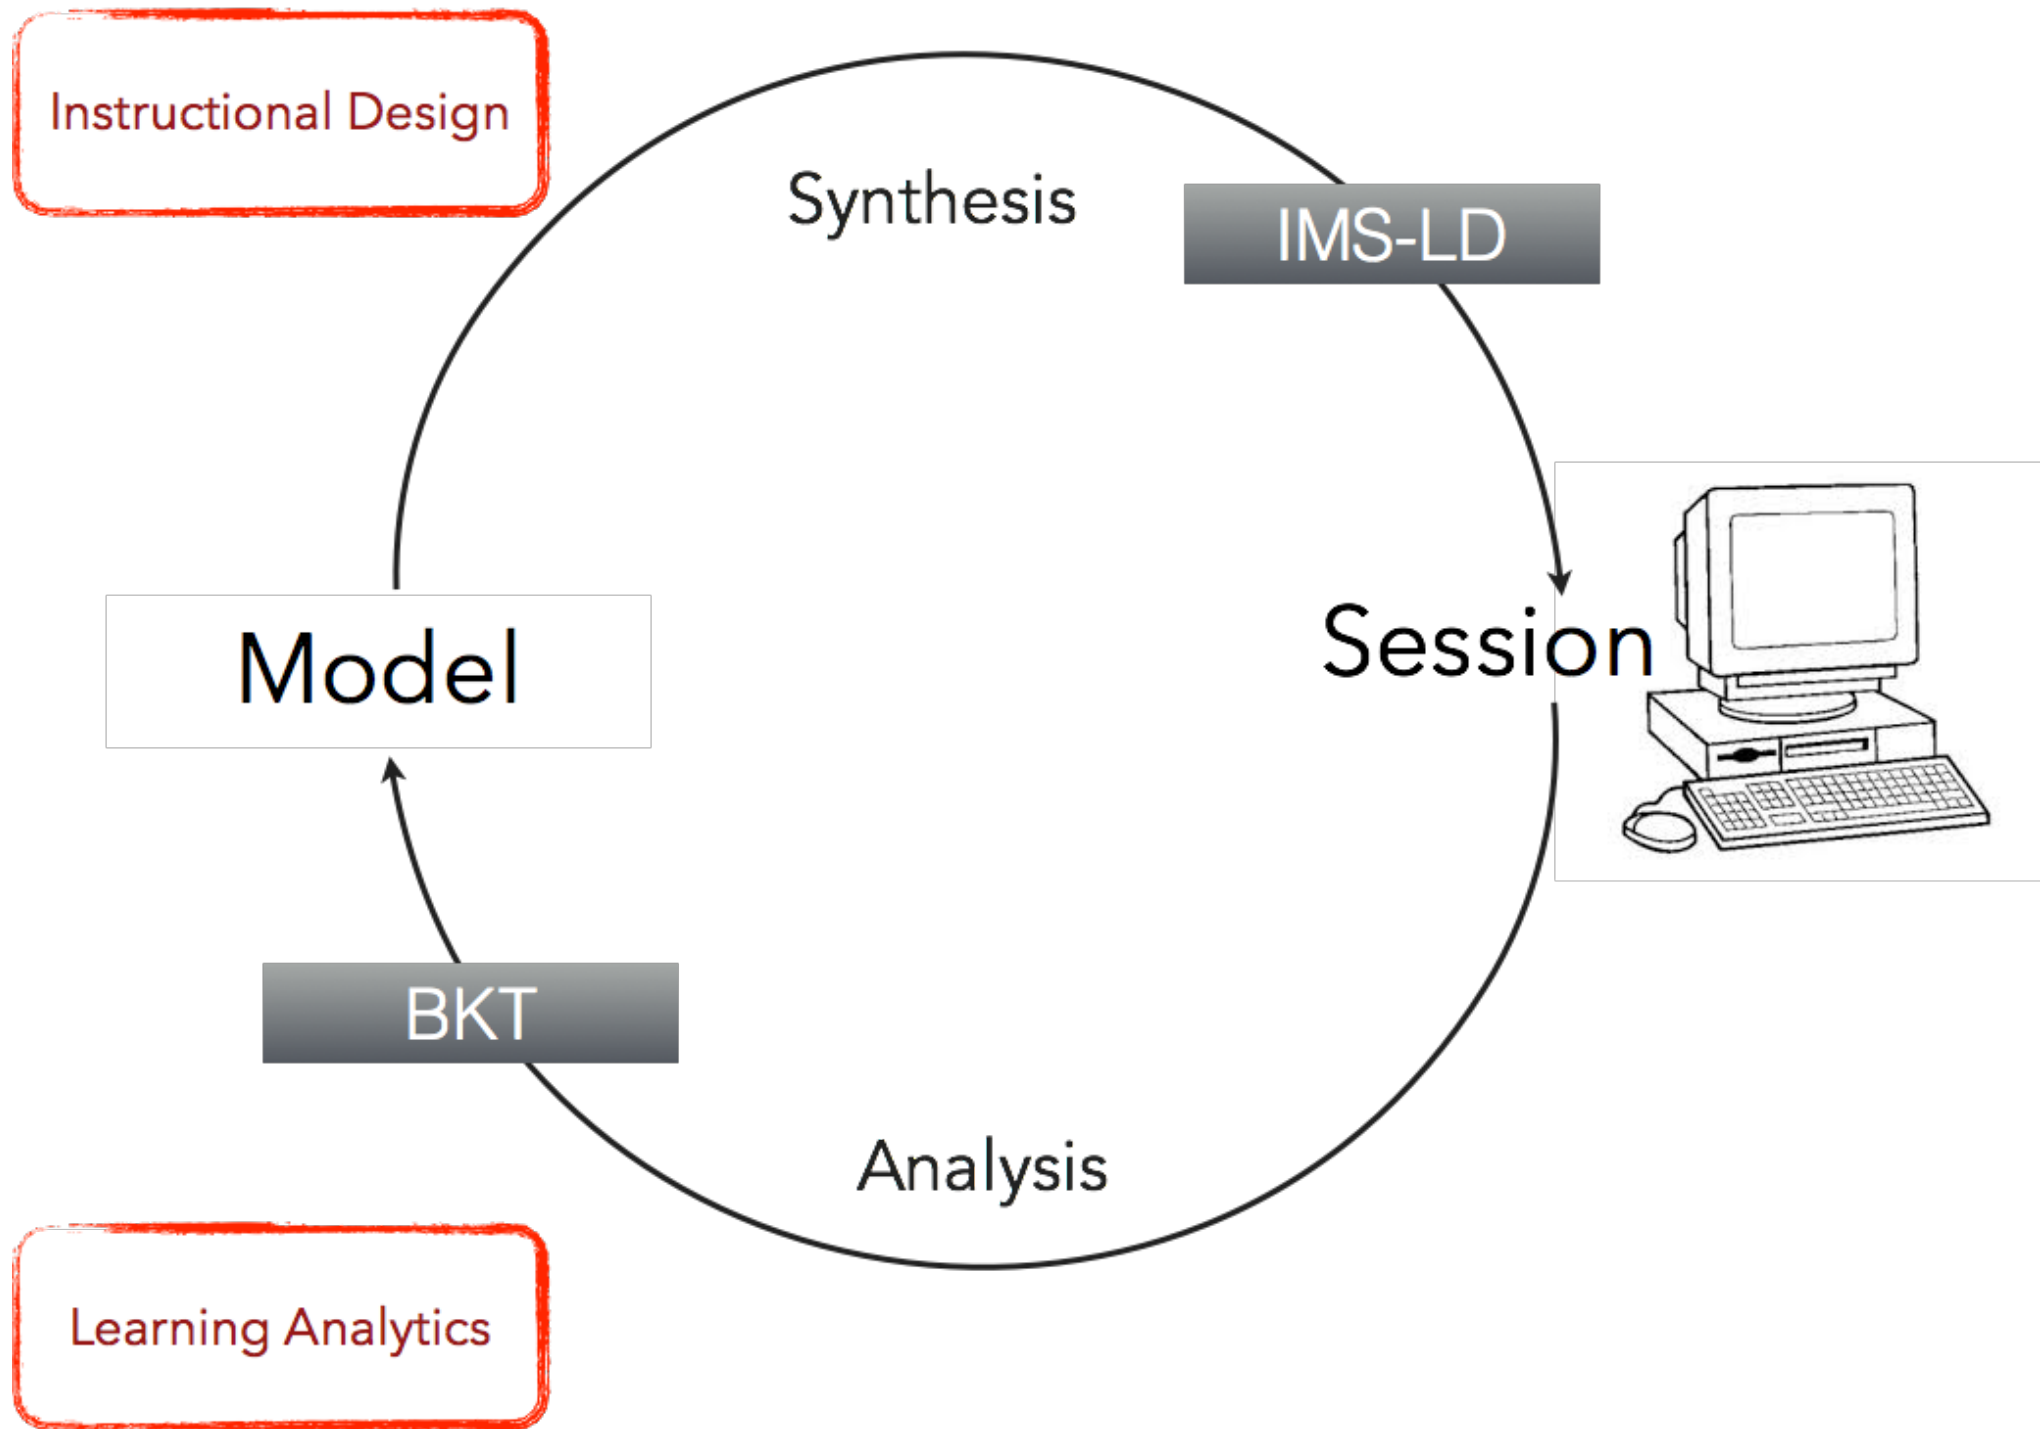 Instructional Design
Synthesis
IMS-LD
Session
Model
BKT
Analysis
Learning Analytics